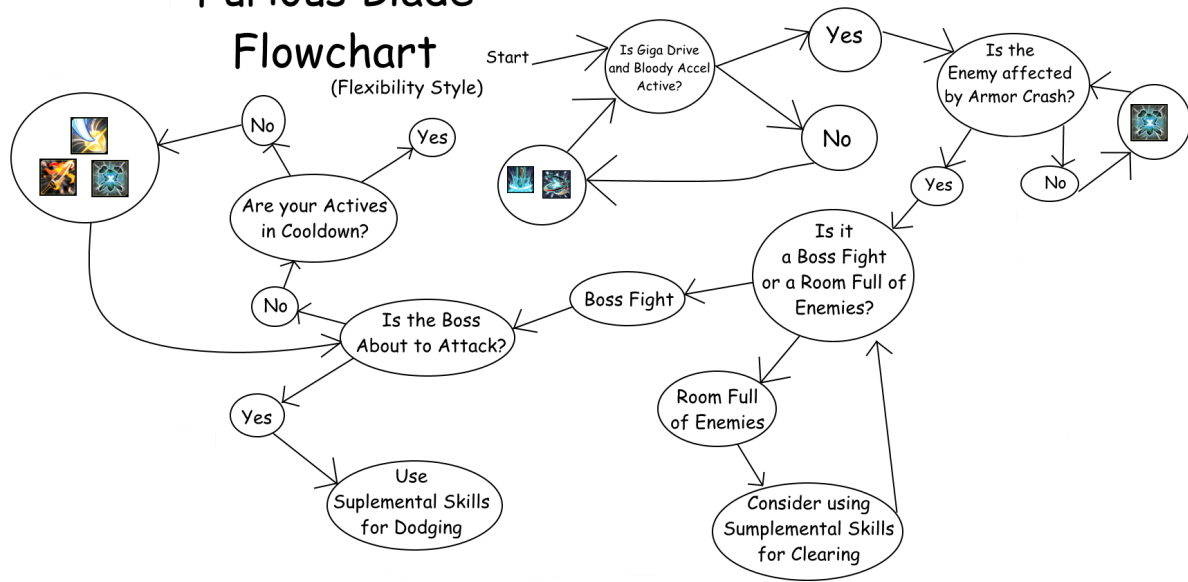 Furious Blade
Flowchart
(Flexibility Style)
Start
Is Giga Drive
and Bloody Accel
Active?
Yes
No
Is the
Enemy affected
by Armor Crash?
Yes
No
Is it
a Boss Fight
or a Room Full of
Enemies?
Boss Fight
Room Full
of Enemies
Consider using
Sumplemental Skills
for Clearing
Is the Boss
About to Attack?
No
Yes
Use
Suplemental Skills
for Dodging
Are your Actives
in Cooldown?
No
Yes